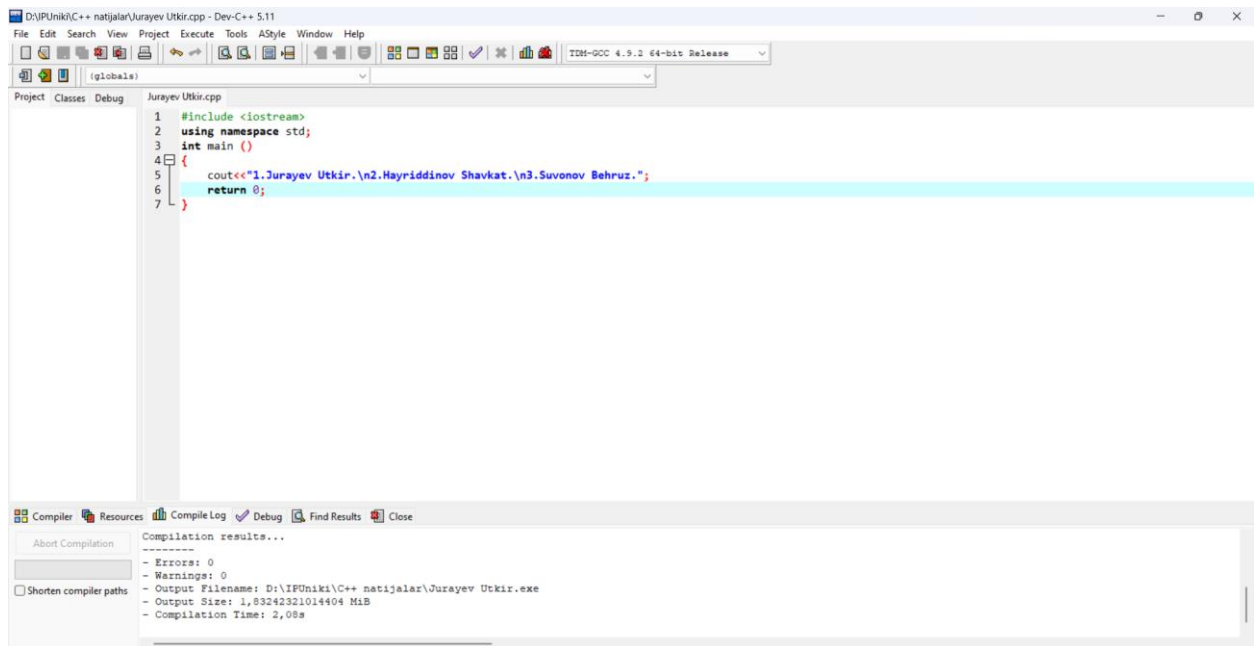 D:\IPUniki\C++ natijalar\Jurayev Utkir.cpp - Dev-C++ 5.11
File Edit Search View Project Execute Tools AStyle Window Help
TDM-GCC 4.9.2 64-bit Release
(globals)
Project Classes Debug
Jurayev Utkir.cpp
1 #include <iostream>
2 using namespace std;
3 int main ()
4 {
5 cout<<"1.Jurayev Utkir.\n2.Hayriddinov Shavkat.\n3.Suvonov Behruz.";
6 return 0;
7 }
Compiler Resources Compile Log Debug Find Results Close
Abort Compilation
Shorten compiler paths
Compilation results...
--------
- Errors: 0
- Warnings: 0
- Output Filename: D:\IPUniki\C++ natijalar\Jurayev Utkir.exe
- Output Size: 1,83242321014404 MiB
- Compilation Time: 2,08s